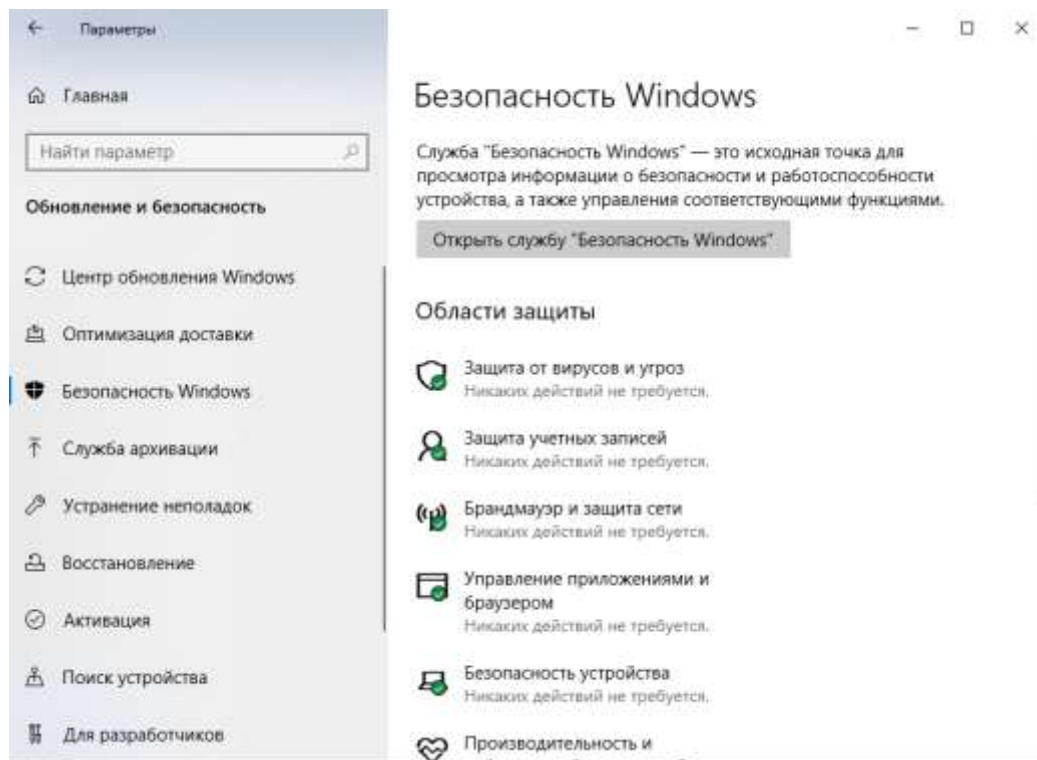 Параметры
Главная
Найти параметр
Обновление и безопасность
Центр обновления Windows
Оптимизация доставки
Безопасность Windows
Служба архивации
Устранение неполадок
Восстановление
Активация
Поиск устройства
Для разработчиков
Безопасность Windows
Служба "Безопасность Windows" — это исходная точка для
просмотра информации о безопасности и работоспособности
устройства, а также управления соответствующими функциями.
Открыть службу "Безопасность Windows"
Области защиты
Защита от вирусов и угроз
Никаких действий не требуется.
Защита учетных записей
Никаких действий не требуется.
Брандмауэр и защита сети
Никаких действий не требуется.
Управление приложениями и
браузером
Никаких действий не требуется.
Безопасность устройства
Никаких действий не требуется.
Производительность и